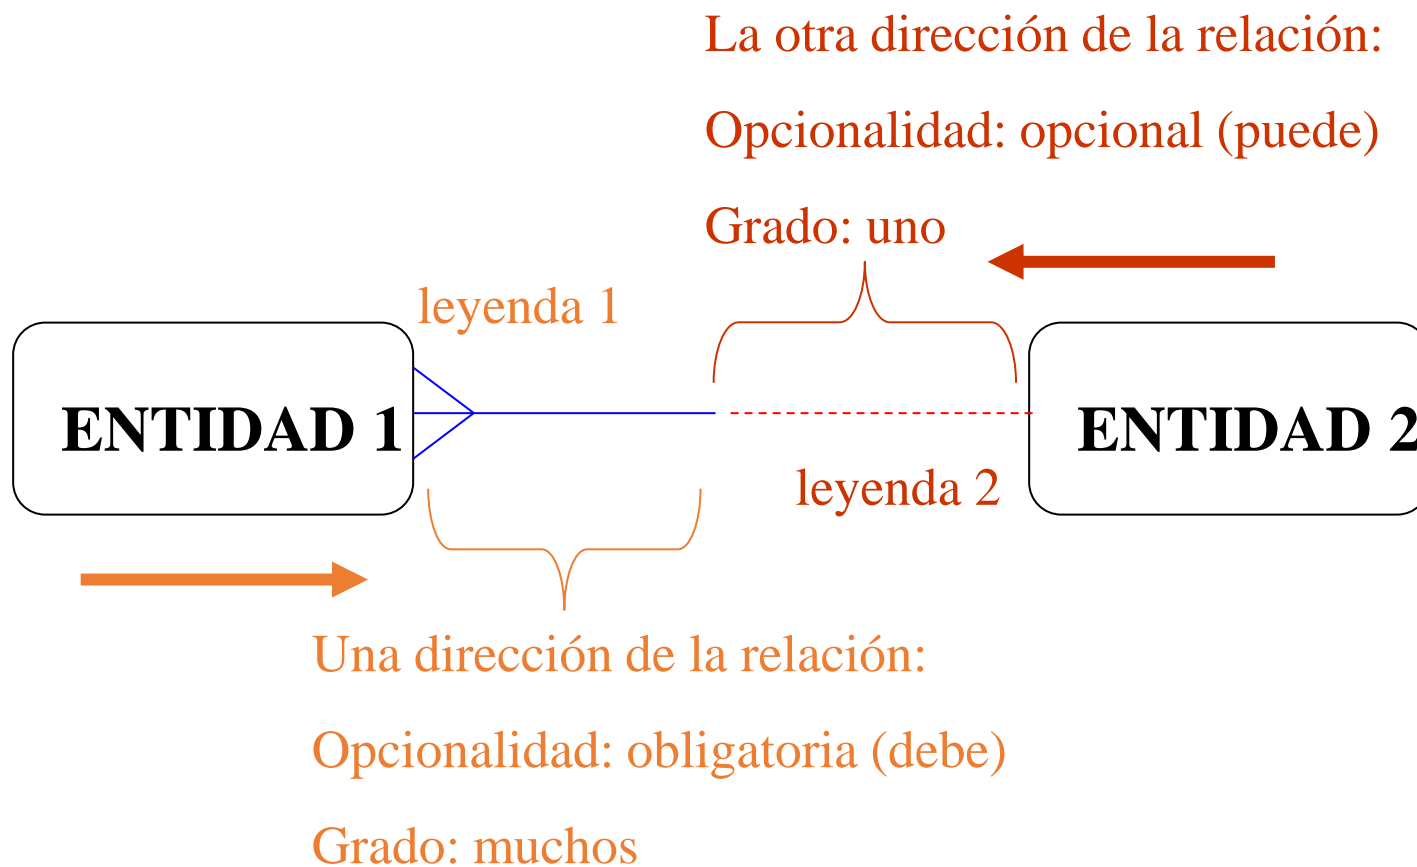 La otra dirección de la relación:
Opcionalidad: opcional (puede)
Grado: uno
leyenda 1
ENTIDAD 1
ENTIDAD 2
leyenda 2
Una dirección de la relación:
Opcionalidad: obligatoria (debe)
Grado: muchos